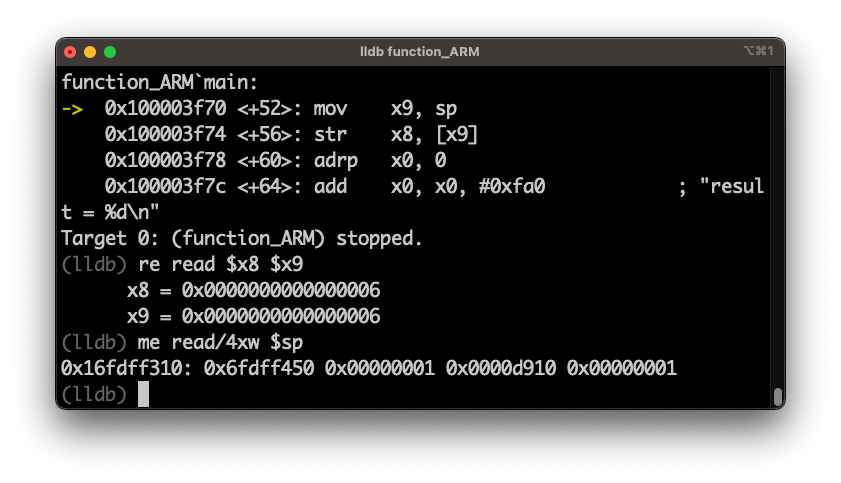 lldb function_ARM
⌥⌘1
function_ARM`main:
->  0x100003f70 <+52>: mov    x9, sp
    0x100003f74 <+56>: str    x8, [x9]
    0x100003f78 <+60>: adrp   x0, 0
    0x100003f7c <+64>: add    x0, x0, #0xfa0            ; "resul
t = %d\n"
Target 0: (function_ARM) stopped.
(lldb) re read $x8 $x9
      x8 = 0x0000000000000006
      x9 = 0x0000000000000006
(lldb) me read/4xw $sp
0x16fdff310: 0x6fdff450 0x00000001 0x0000d910 0x00000001
(lldb)